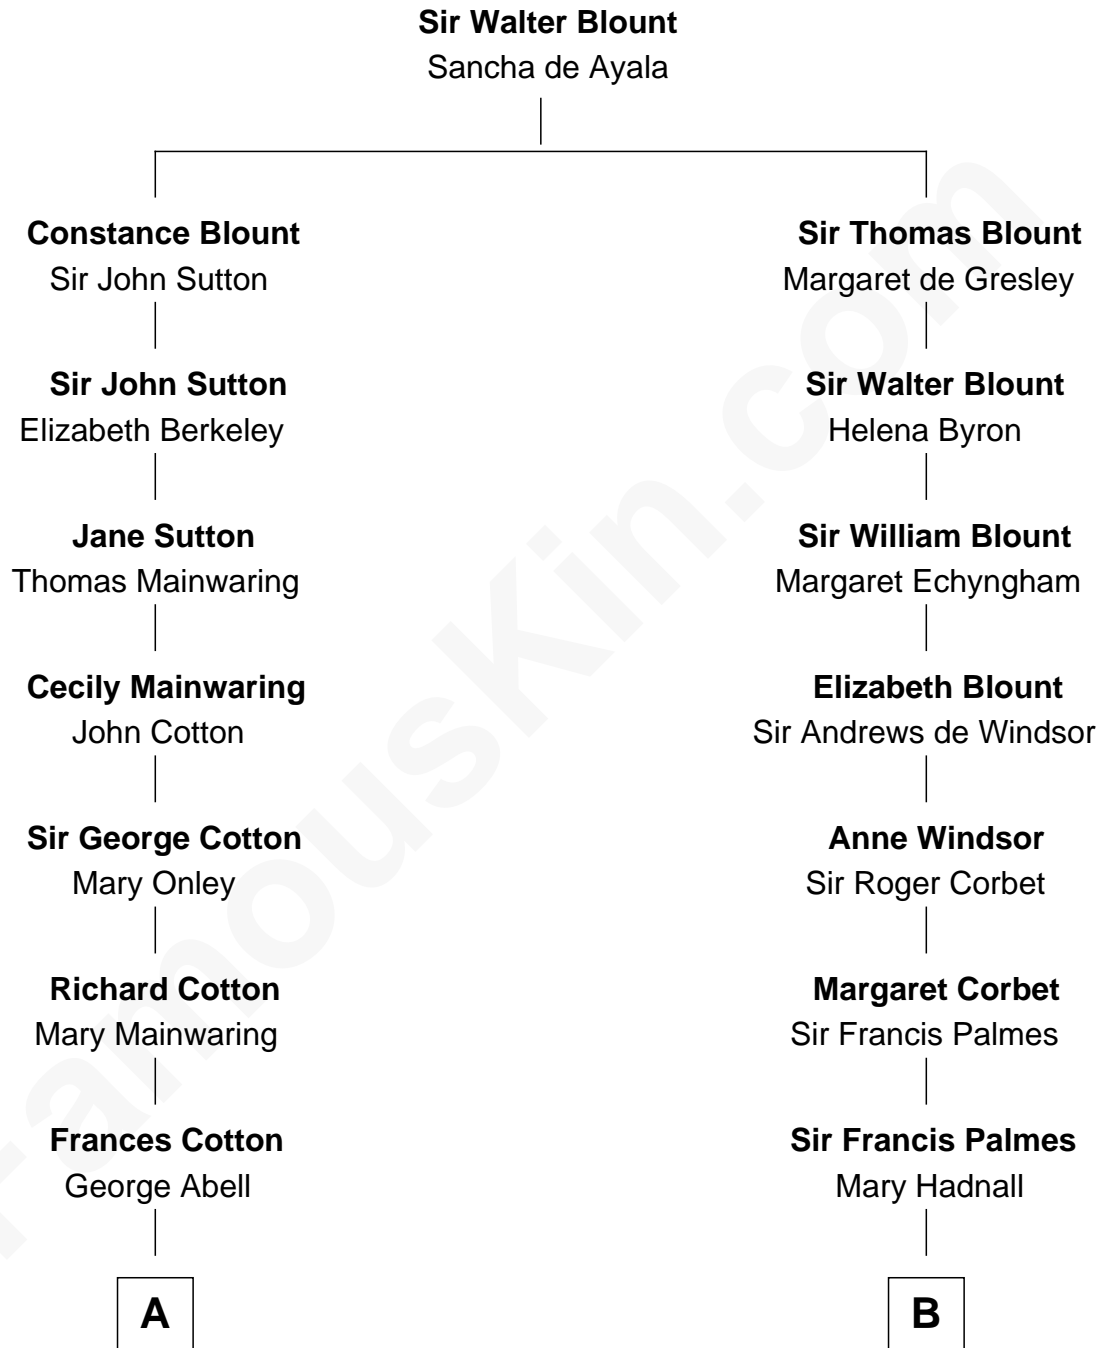 Sir Walter Blount
Sancha de Ayala
Constance Blount
Sir John Sutton
Sir Thomas Blount
Margaret de Gresley
Sir John Sutton
Elizabeth Berkeley
Sir Walter Blount
Helena Byron
Jane Sutton
Thomas Mainwaring
Sir William Blount
Margaret Echyngham
Cecily Mainwaring
John Cotton
Elizabeth Blount
Sir Andrews de Windsor
Sir George Cotton
Mary Onley
Anne Windsor
Sir Roger Corbet
Richard Cotton
Mary Mainwaring
Margaret Corbet
Sir Francis Palmes
Frances Cotton
George Abell
Sir Francis Palmes
Mary Hadnall
A
B
FamousKin.com